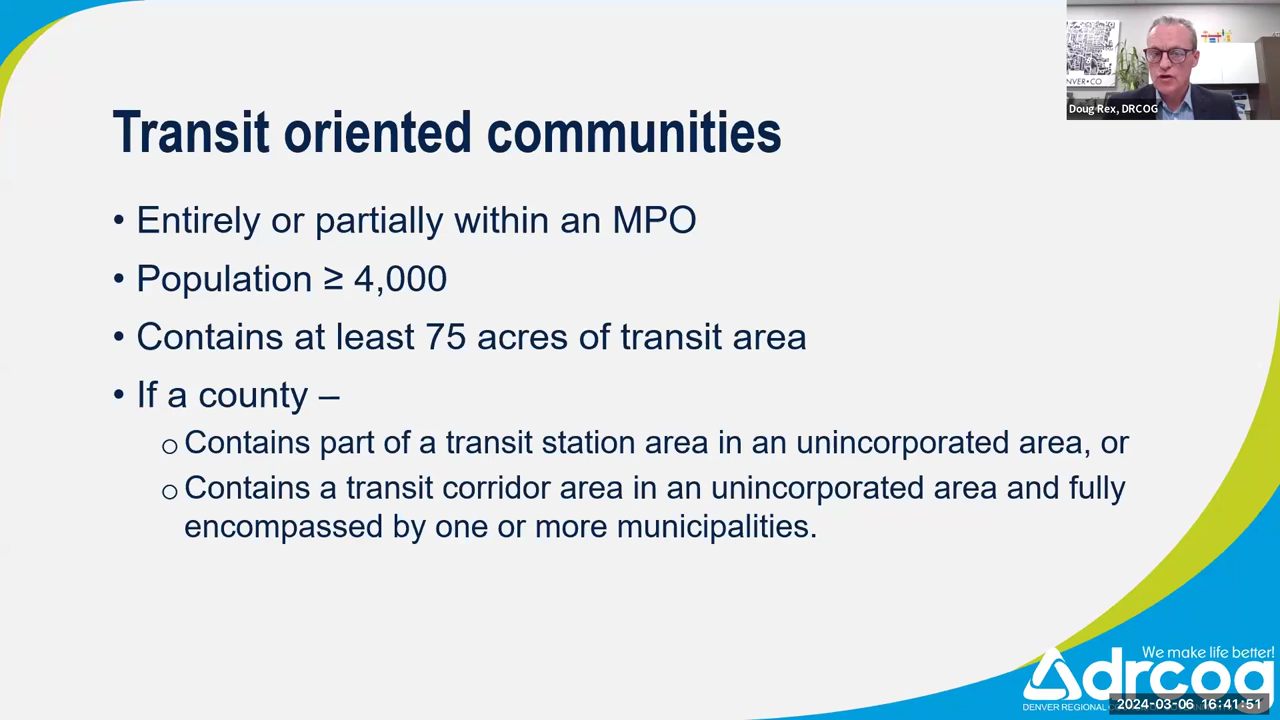 Transit oriented communities
• Entirely or partially within an MPO
• Population ≥ 4,000
• Contains at least 75 acres of transit area
• If a county –
o Contains part of a transit station area in an unincorporated area, or
o Contains a transit corridor area in an unincorporated area and fully
encompassed by one or more municipalities.
Doug Rex, DRCOG
We make life better!
drcog
DENVER REGIONAL
2024-03-06 16:41:51